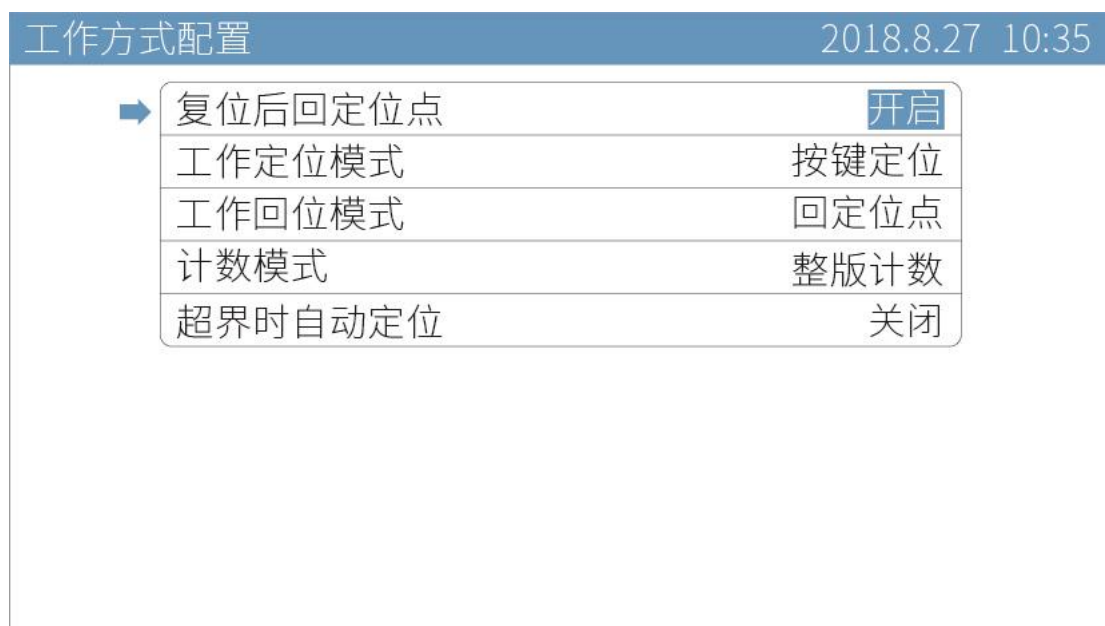 工作方式配置 2018.8.27 10:35
复位后回定位点 开启
工作定位模式 按键定位
工作回位模式 回定位点
计数模式 整版计数
超界时自动定位 关闭